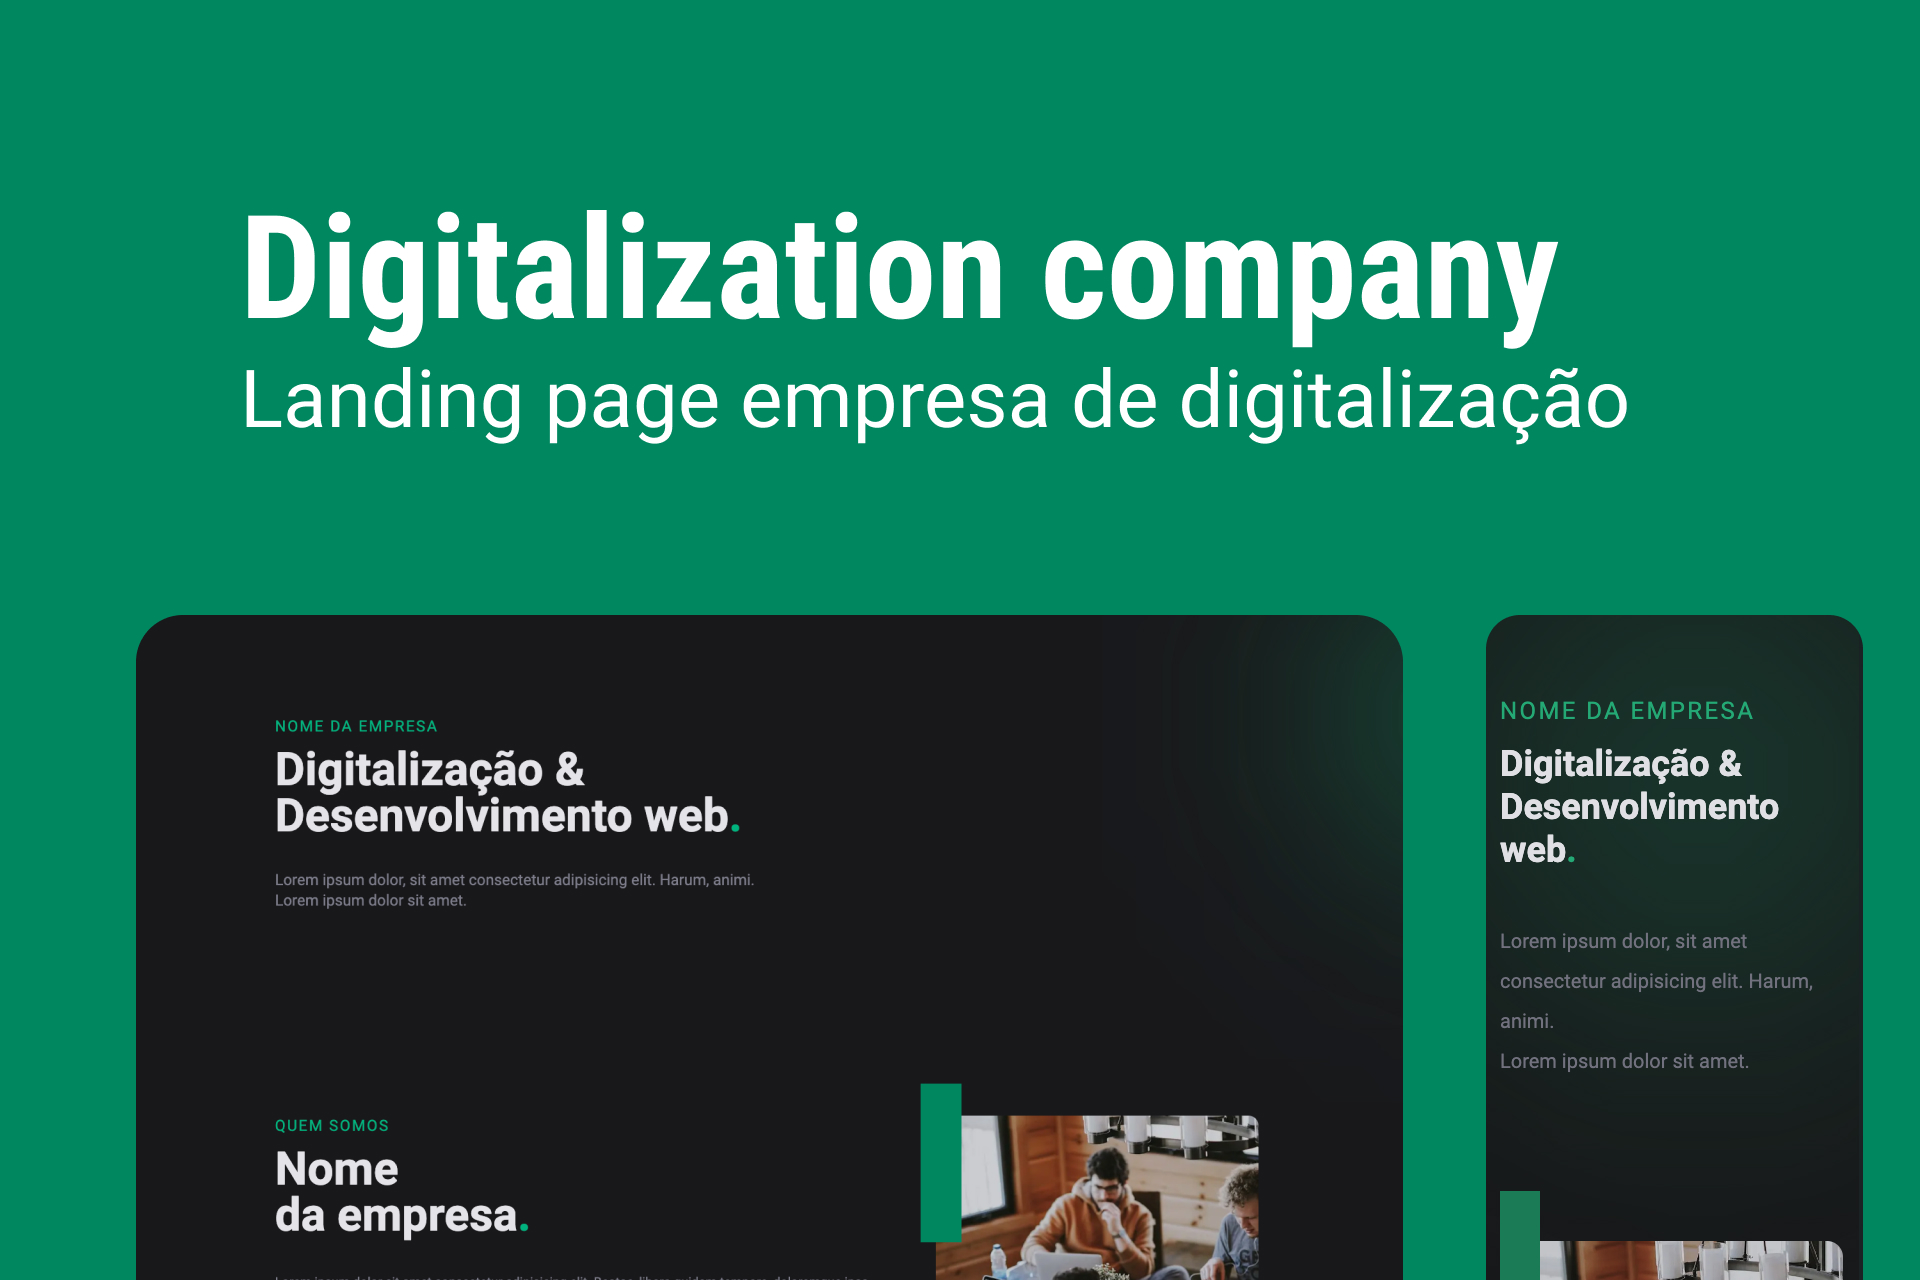 Digitalization company
Landing page empresa de digitalização
NOME DA EMPRESA
Digitalização &
Desenvolvimento web.
Lorem ipsum dolor, sit amet consectetur adipisicing elit. Harum, animi.
Lorem ipsum dolor sit amet.
QUEM SOMOS
Nome
da empresa.
NOME DA EMPRESA
Digitalização &
Desenvolvimento
web.
Lorem ipsum dolor, sit amet
consectetur adipisicing elit. Harum,
animi.
Lorem ipsum dolor sit amet.